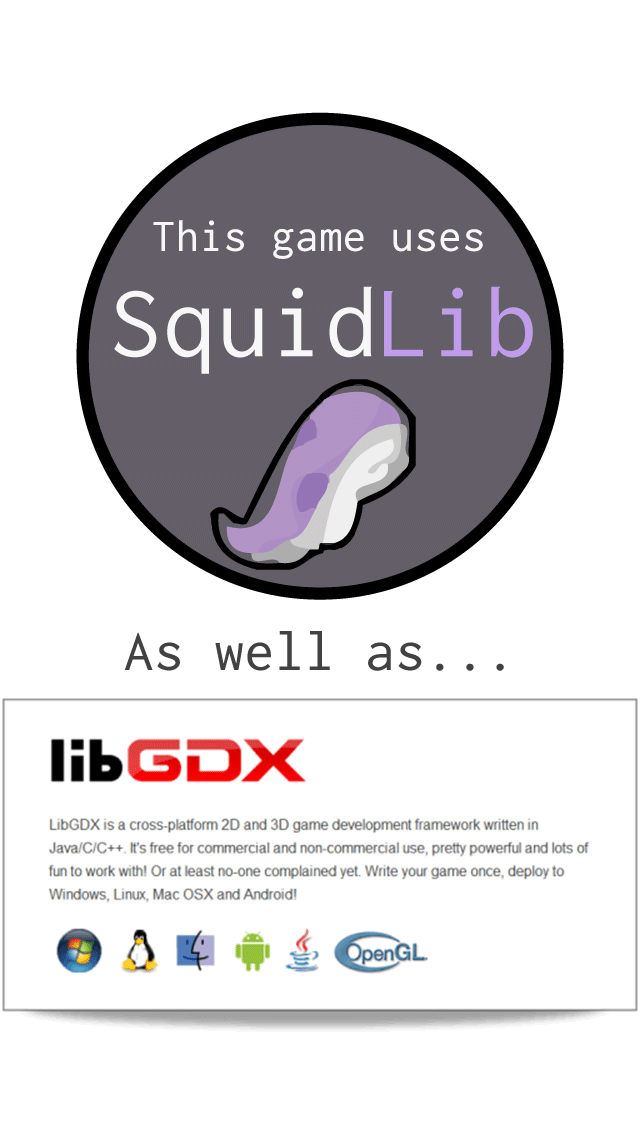 This game uses
SquidLib
As well as...
libGDX
LibGDX is a cross-platform 2D and 3D game development framework written in
Java/C/C++. It's free for commercial and non-commercial use, pretty powerful and lots of
fun to work with! Or at least no-one complained yet. Write your game once, deploy to
Windows, Linux, Mac OSX and Android!
OpenGL